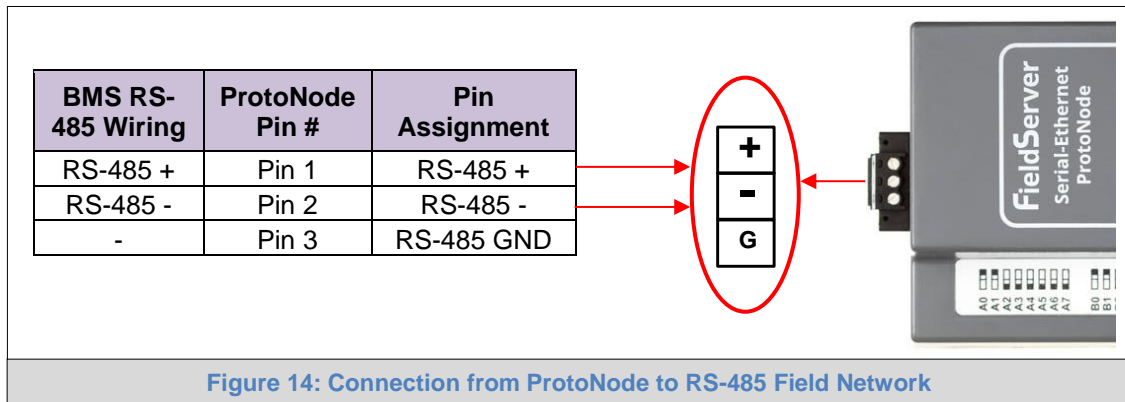 BMS RS-
485 Wiring
ProtoNode
Pin #
Pin
Assignment
RS-485 +
Pin 1
RS-485 +
RS-485 -
Pin 2
RS-485 -
-
Pin 3
RS-485 GND
+
-
G
FieldServer
Serial-Ethernet
ProtoNode
A0 A1 A2 A3 A4 A5 A6 A7
B0 B1
Figure 14: Connection from ProtoNode to RS-485 Field Network